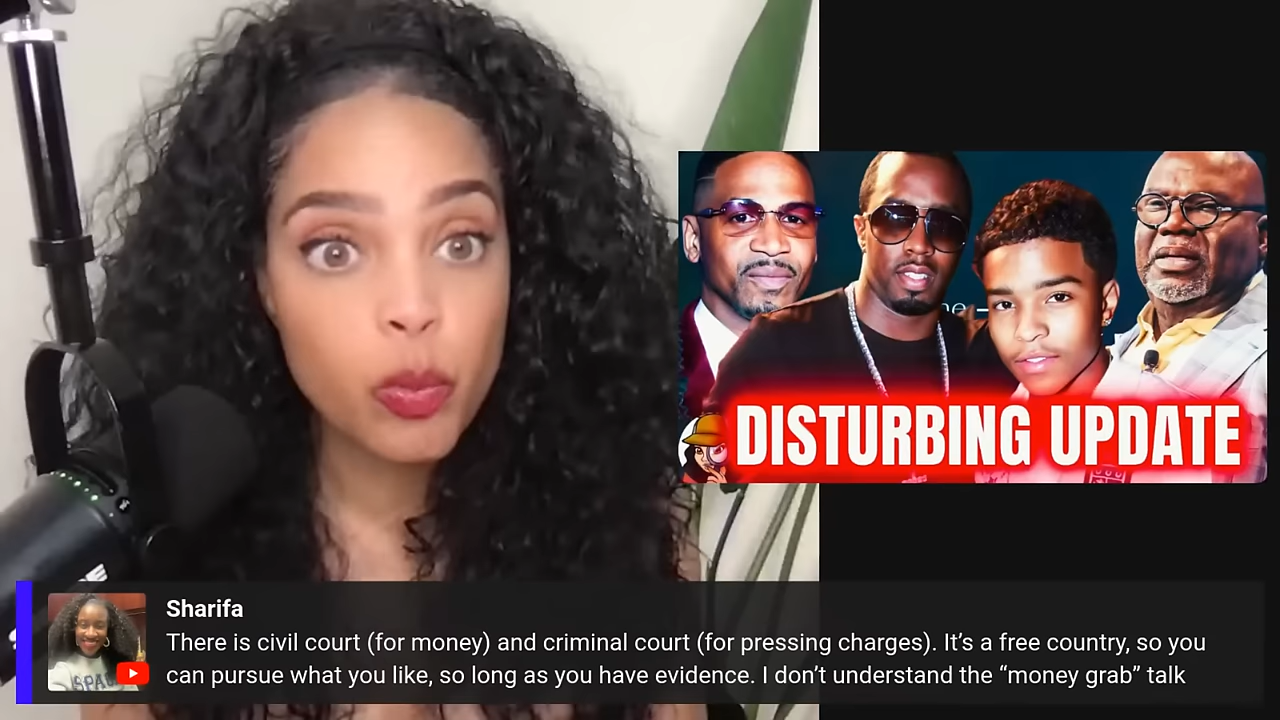 DISTURBING UPDATE
Sharifa
There is civil court (for money) and criminal court (for pressing charges). It’s a free country, so you
can pursue what you like, so long as you have evidence. I don’t understand the “money grab” talk